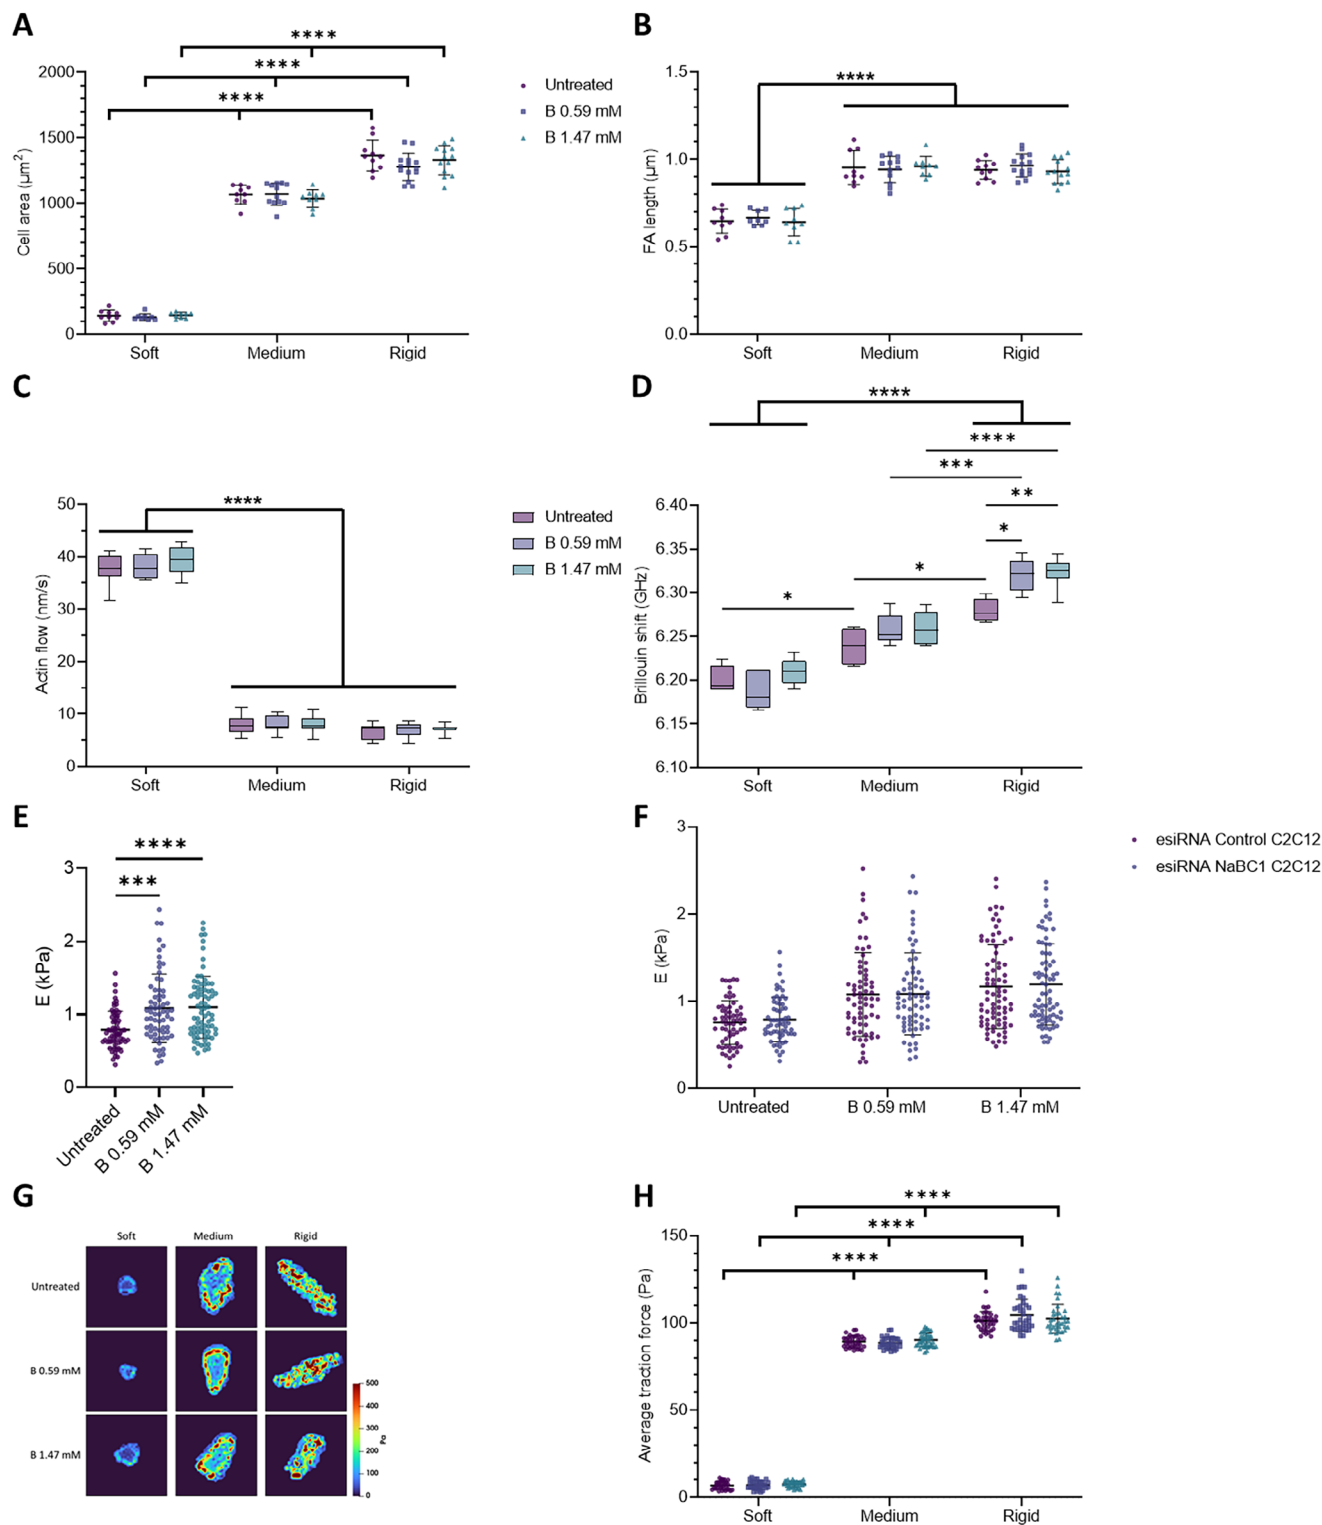 A
****
****
****
2000
1500
1000
500
0
Cell area (µm²)
Soft Medium Rigid
Untreated
B 0.59 mM
B 1.47 mM
B
****
1.5
1.0
0.5
0.0
FA length (µm)
Soft Medium Rigid
C
****
50
40
30
20
10
0
Actin flow (nm/s)
Soft Medium Rigid
Untreated
B 0.59 mM
B 1.47 mM
D
****
****
***
**
*
*
*
6.40
6.35
6.30
6.25
6.20
6.15
6.10
Brillouin shift (GHz)
Soft Medium Rigid
E
****
***
3
2
1
0
E (kPa)
Untreated
B 0.59 mM
B 1.47 mM
F
3
2
1
0
E (kPa)
Untreated B 0.59 mM B 1.47 mM
esiRNA Control C2C12
esiRNA NaBC1 C2C12
G
Soft Medium Rigid
Untreated
B 0.59 mM
B 1.47 mM
500
400
300
200
100
0
Pa
H
****
****
****
150
100
50
0
Average traction force (Pa)
Soft Medium Rigid